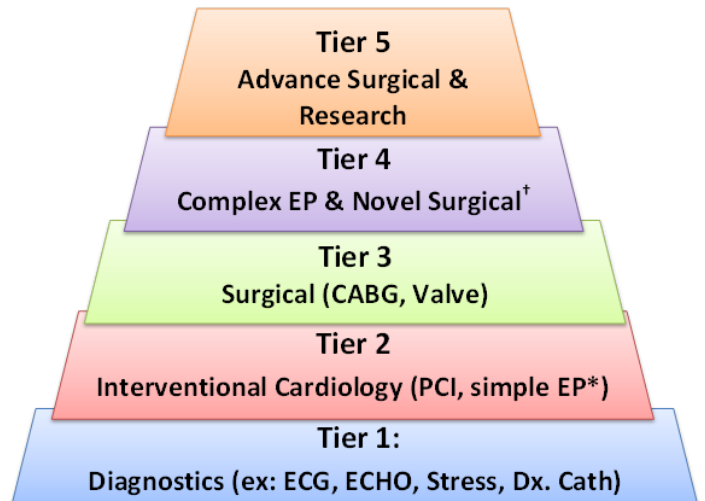 Tier 5
Advance Surgical &
Research
Tier 4
Complex EP & Novel Surgical†
Tier 3
Surgical (CABG, Valve)
Tier 2
Interventional Cardiology (PCI, simple EP*)
Tier 1:
Diagnostics (ex: ECG, ECHO, Stress, Dx. Cath)